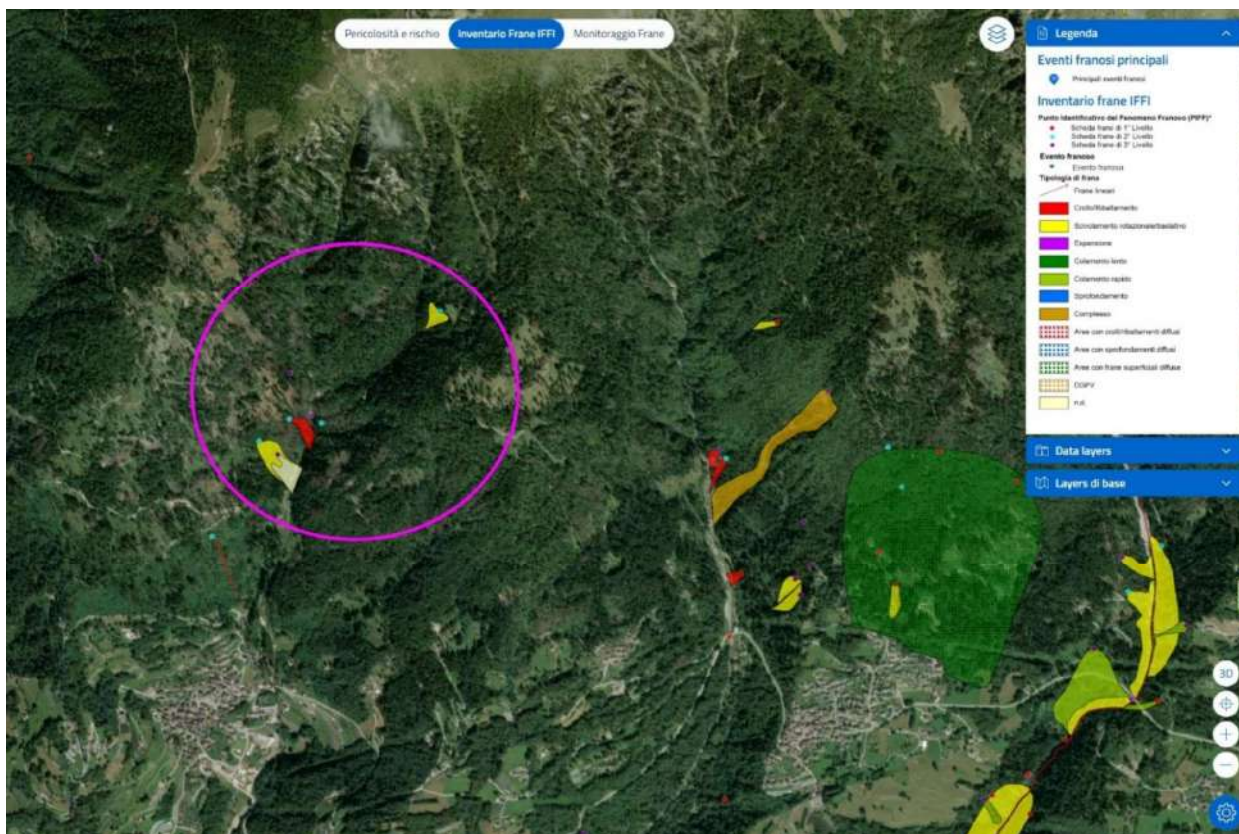 Pericolosità e rischio
Inventario Frane IFFI
Monitoraggio Frane
Legenda
Eventi franosi principali
Principali eventi franosi
Inventario frane IFFI
Punto Identificativo del Fenomeno Franoso (PIFF)*
Scheda frane di 1° Livello
Scheda frane di 2° Livello
Scheda frane di 3° Livello
Evento franoso
Evento franoso
Tipologia di frana
Frane lineari
Crollo/Ribaltamento
Scivolamento rotazionale/traslativo
Espansione
Colamento lento
Colamento rapido
Sprofondamento
Complesso
Aree con crolli/ribaltamenti diffusi
Aree con sprofondamenti diffusi
Aree con frane superficiali diffuse
DGPV
n.d.
Data layers
Layers di base
3D